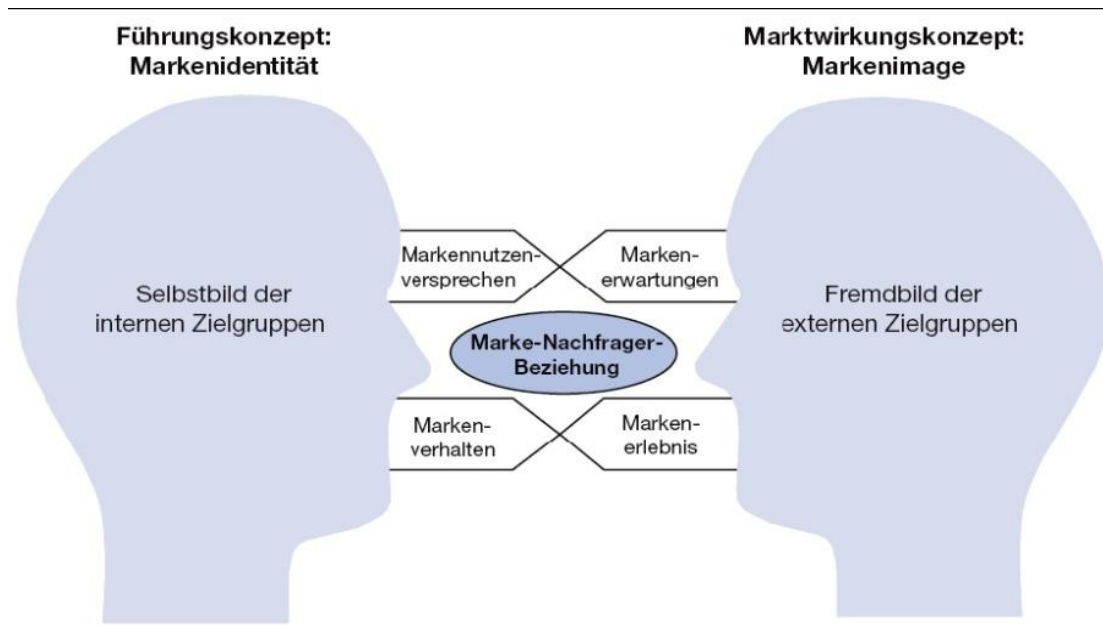 Führungskonzept:
Markenidentität
Marktwirkungskonzept:
Markenimage
Selbstbild der
internen Zielgruppen
Markennutzen-
versprechen
Marken-
erwartungen
Marke-Nachfrager-
Beziehung
Marken-
verhalten
Marken-
erlebnis
Fremdbild der
externen Zielgruppen